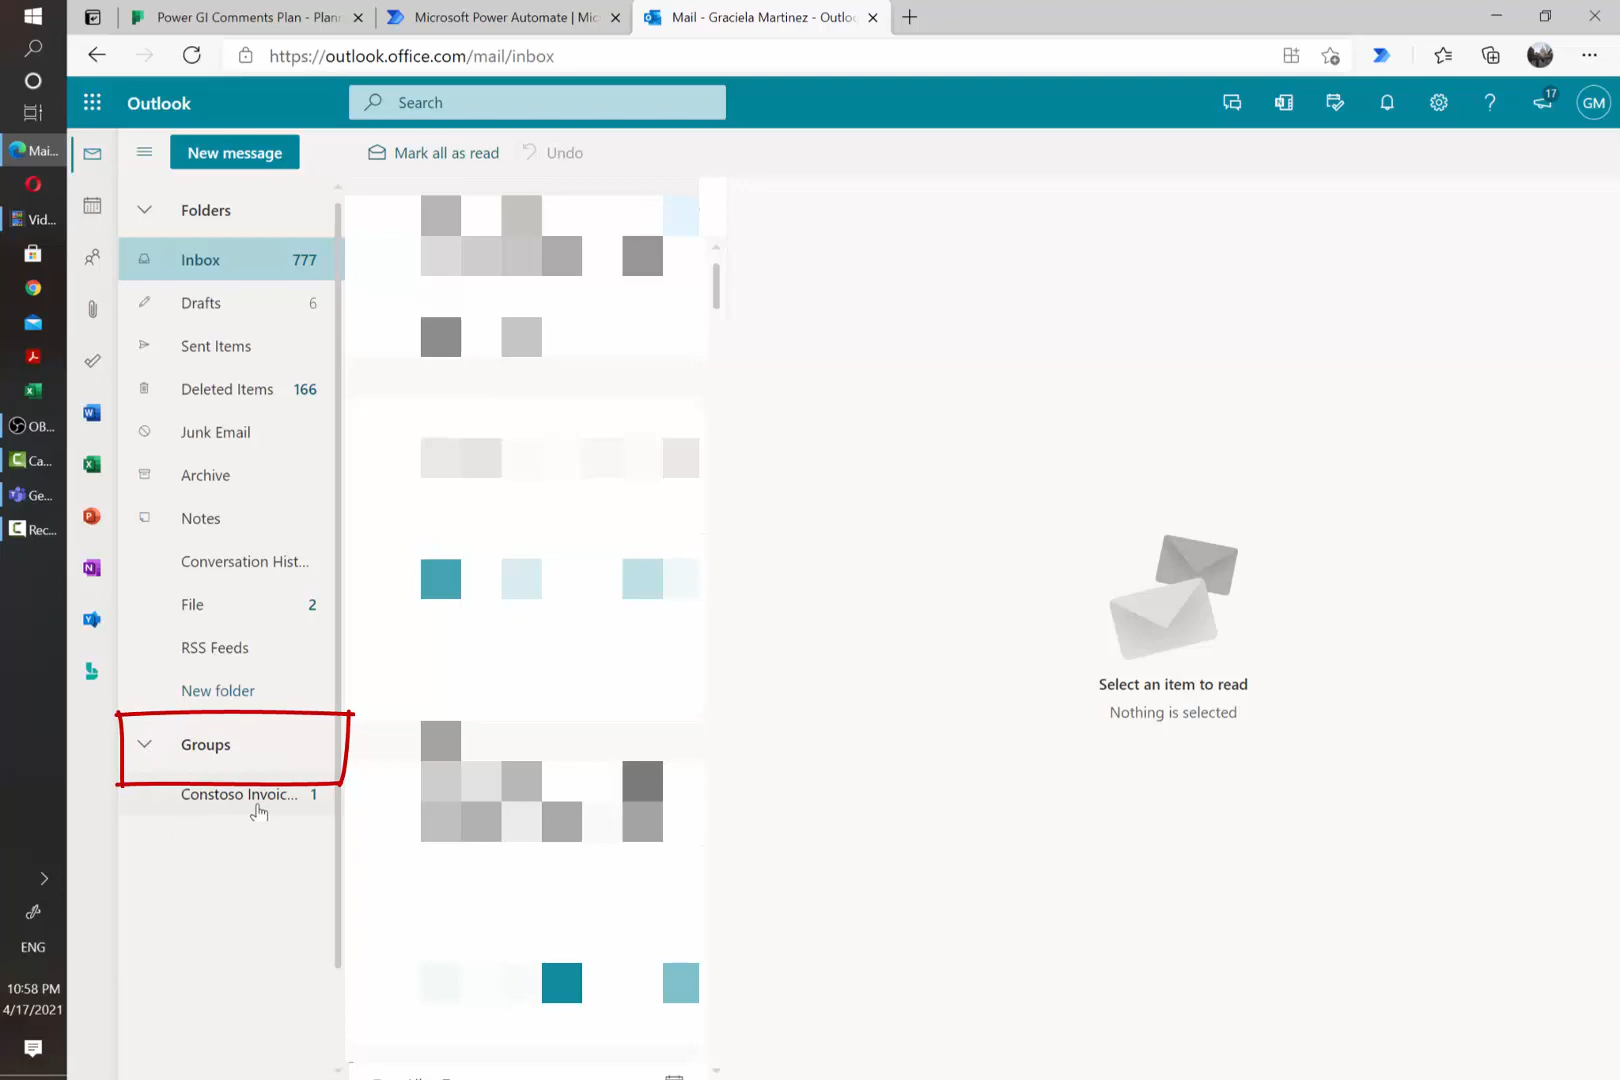 Power GI Comments Plan - Plan
Microsoft Power Automate | Mic
Mail - Graciela Martinez - Outlo
https://outlook.office.com/mail/inbox
Outlook
Search
17
GM
New message
Mark all as read
Undo
Mai...
Vid...
OB...
Ca...
Ge...
Rec...
Folders
Inbox 777
Drafts 6
Sent Items
Deleted Items 166
Junk Email
Archive
Notes
Conversation Hist...
File 2
RSS Feeds
New folder
Groups
Constoso Invoic... 1
Select an item to read
Nothing is selected
ENG
10:58 PM
4/17/2021